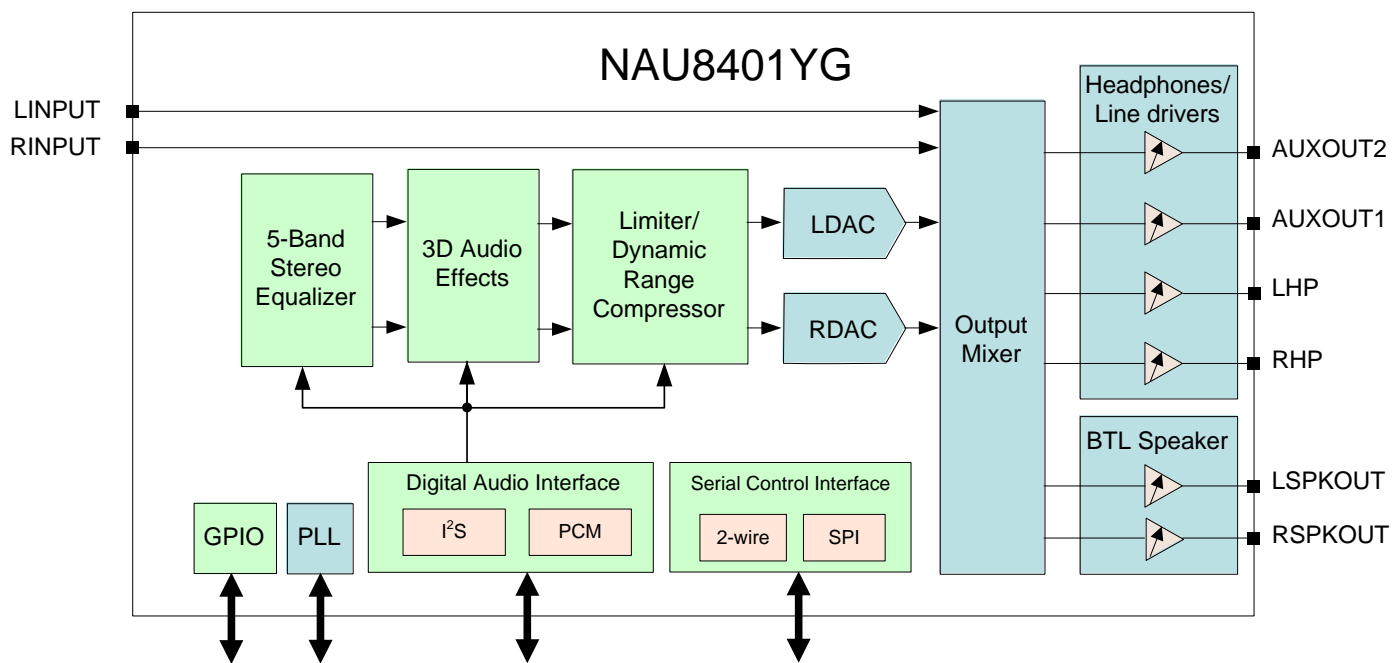 NAU8401YG
LINPUT
RINPUT
5-Band
Stereo
Equalizer
3D Audio
Effects
Limiter/
Dynamic
Range
Compressor
LDAC
RDAC
Output
Mixer
Headphones/
Line drivers
AUXOUT2
AUXOUT1
LHP
RHP
BTL Speaker
LSPKOUT
RSPKOUT
GPIO
PLL
Digital Audio Interface
I²S
PCM
Serial Control Interface
2-wire
SPI